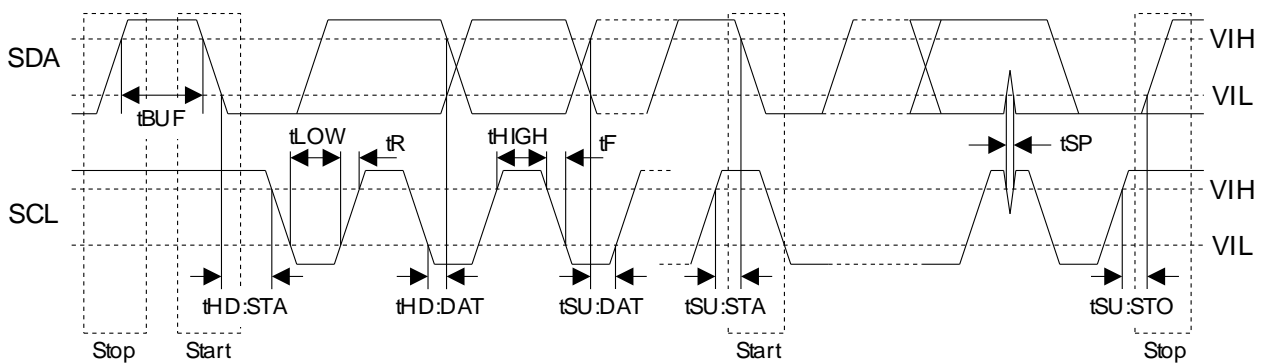 SDA
VIH
VIL
tBUF
tLOW
tR
tHIGH
tF
tSP
SCL
VIH
VIL
tHD:STA
tHD:DAT
tSU:DAT
tSU:STA
tSU:STO
Stop
Start
Start
Stop